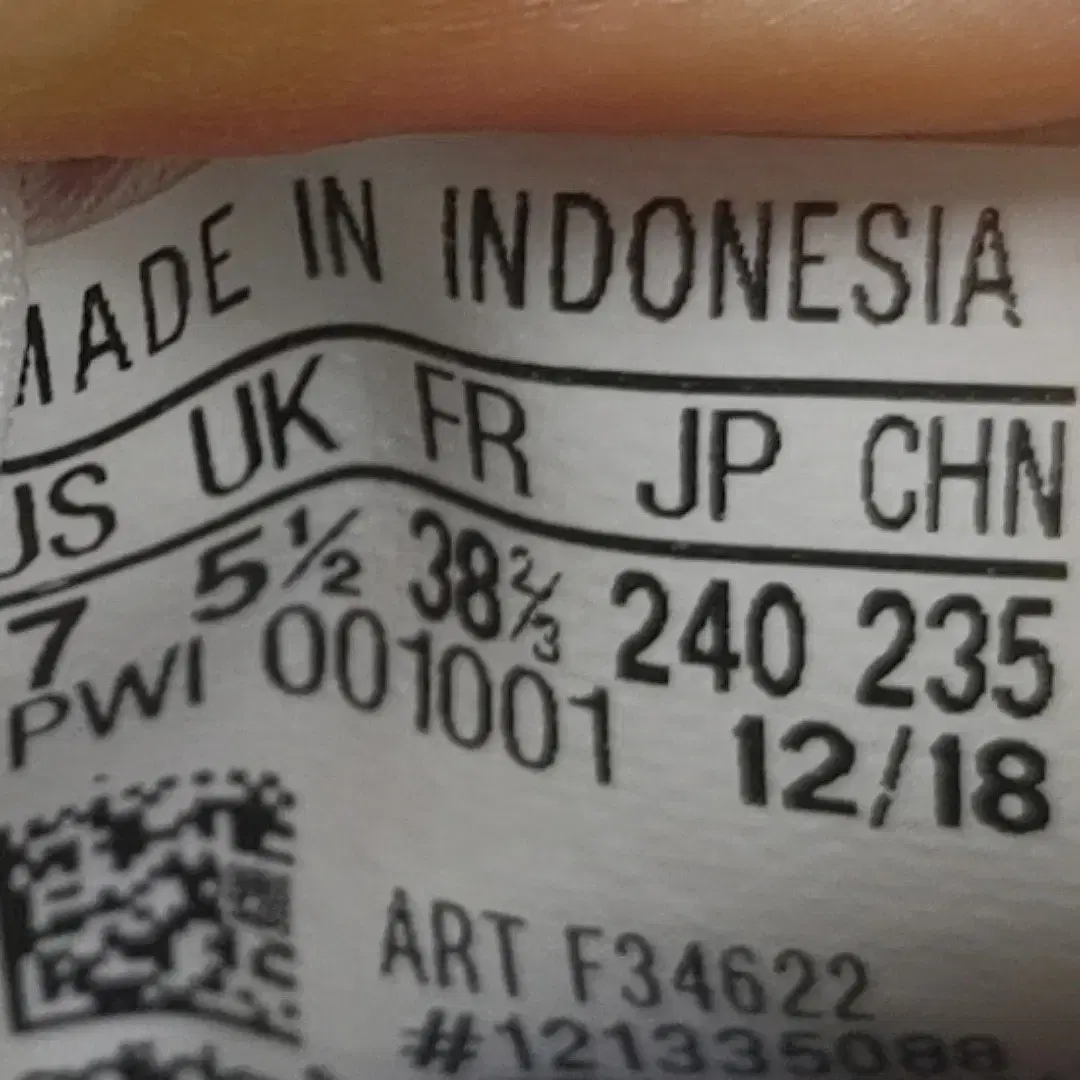 MADE IN INDONESIA
US UK FR JP CHN
7 5½ 38⅔ 240 235
PWI 001001 12/18
ART F34622
#121335088